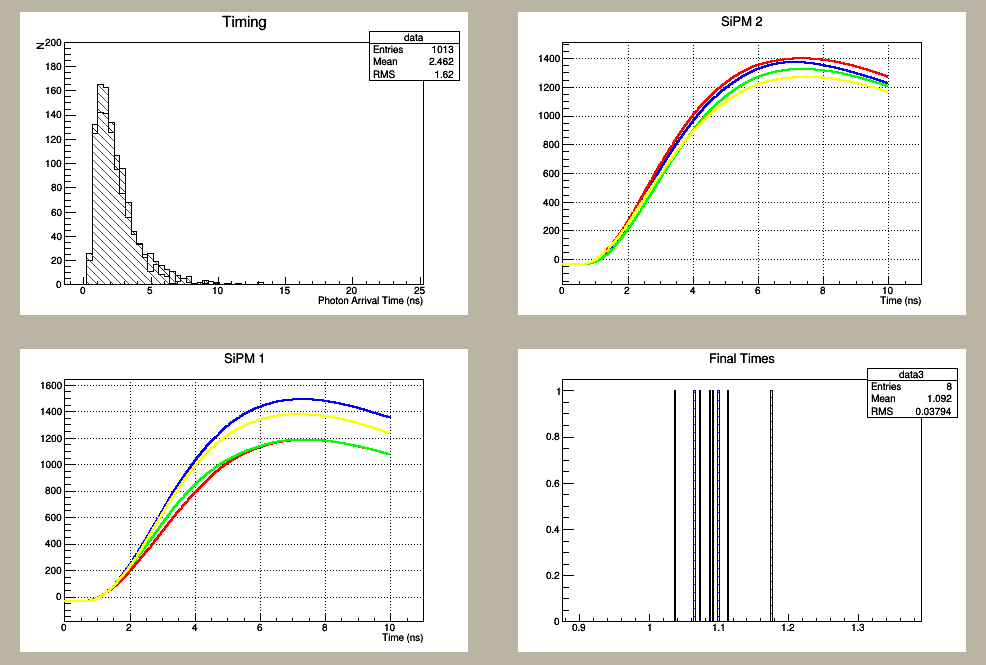 Timing
data
Entries 1013
Mean 2.462
RMS 1.62
N
200
180
160
140
120
100
80
60
40
20
0
0 5 10 15 20 25
Photon Arrival Time (ns)
SiPM 2
1400
1200
1000
800
600
400
200
0
0 2 4 6 8 10
Time (ns)
SiPM 1
1600
1400
1200
1000
800
600
400
200
0
0 2 4 6 8 10
Time (ns)
Final Times
data3
Entries 8
Mean 1.092
RMS 0.03794
1
0.8
0.6
0.4
0.2
0
0.9 1 1.1 1.2 1.3